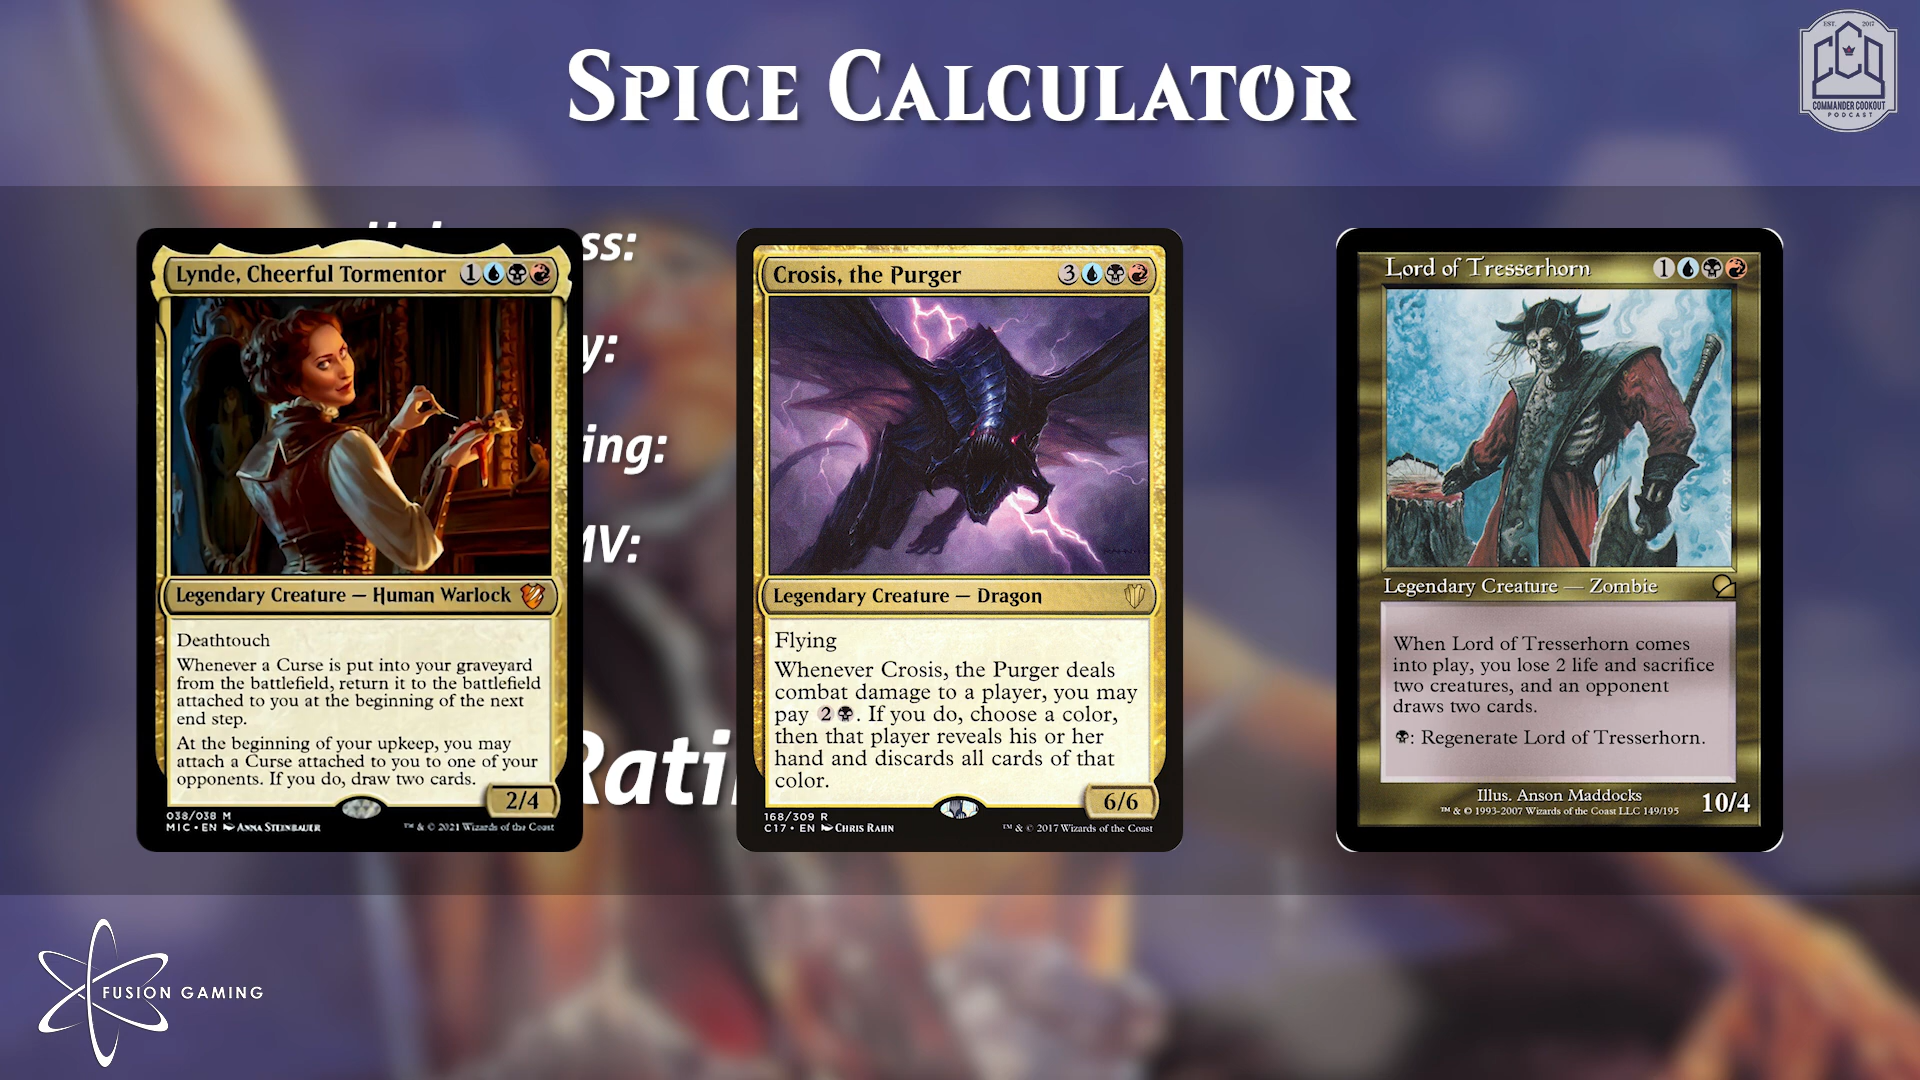 SPICE CALCULATOR
EST. 2017
CCO
COMMANDER COOKOUT
PODCAST
ss:
y:
ing:
MV:
Rati
Lynde, Cheerful Tormentor 1
Legendary Creature — Human Warlock
Deathtouch
Whenever a Curse is put into your graveyard
from the battlefield, return it to the battlefield
attached to you at the beginning of the next
end step.
At the beginning of your upkeep, you may
attach a Curse attached to you to one of your
opponents. If you do, draw two cards.
2/4
038/038 M
MIC • EN Anna Steinbauer
™ & © 2021 Wizards of the Coast
Crosis, the Purger 3
Legendary Creature — Dragon
Flying
Whenever Crosis, the Purger deals
combat damage to a player, you may
pay 2. If you do, choose a color,
then that player reveals his or her
hand and discards all cards of that
color.
6/6
168/309 R
C17 • EN Chris Rahn
™ & © 2017 Wizards of the Coast
Lord of Tresserhorn 1
Legendary Creature — Zombie
When Lord of Tresserhorn comes
into play, you lose 2 life and sacrifice
two creatures, and an opponent
draws two cards.
: Regenerate Lord of Tresserhorn.
Illus. Anson Maddocks
™ & © 1993-2007 Wizards of the Coast LLC 149/195
10/4
FUSION GAMING